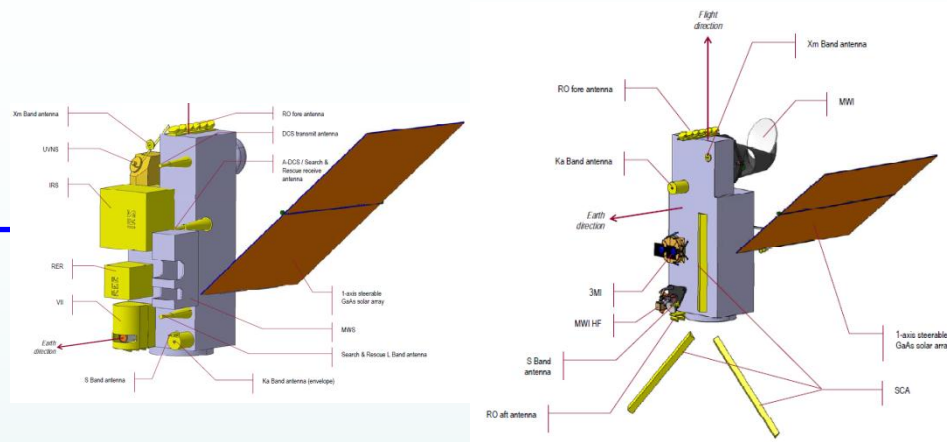 Xm Band antenna
UVNS
IRS
RER
VII
Earth
direction
S Band antenna
RO fore antenna
DCS transmit antenna
A-DCS / Search &
Rescue receive
antenna
1-axis steerable
GaAs solar array
MWS
Search & Rescue L Band antenna
Ka Band antenna (envelope)
Flight
direction
Xm Band antenna
RO fore antenna
MWI
Ka Band antenna
Earth
direction
3MI
MWI HF
S Band
antenna
RO aft antenna
1-axis steerable
GaAs solar array
SCA